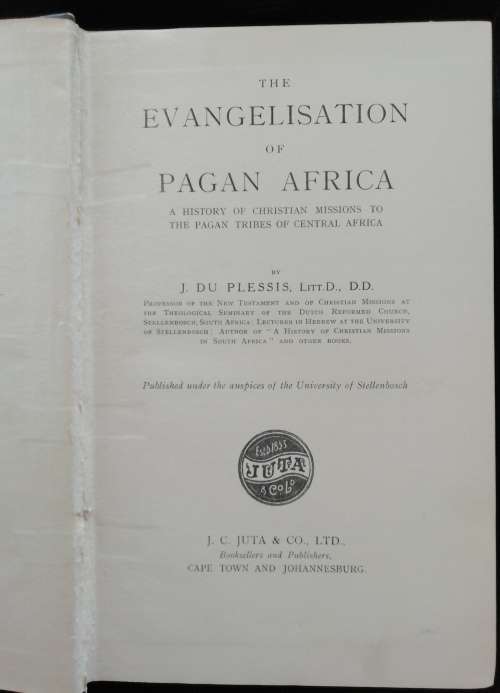 THE
EVANGELISATION
OF
PAGAN AFRICA
A HISTORY OF CHRISTIAN MISSIONS TO
THE PAGAN TRIBES OF CENTRAL AFRICA
BY
J. DU PLESSIS, LITT.D., D.D.
PROFESSOR OF THE NEW TESTAMENT AND OF CHRISTIAN MISSIONS AT
THE THEOLOGICAL SEMINARY OF THE DUTCH REFORMED CHURCH,
STELLENBOSCH, SOUTH AFRICA: LECTURER IN HEBREW AT THE UNIVERSITY
OF STELLENBOSCH: AUTHOR OF "A HISTORY OF CHRISTIAN MISSIONS
IN SOUTH AFRICA" AND OTHER BOOKS.
Published under the auspices of the University of Stellenbosch
Estd 1853
JUTA
& Co Ld
J. C. JUTA & CO., LTD.,
Booksellers and Publishers,
CAPE TOWN AND JOHANNESBURG.